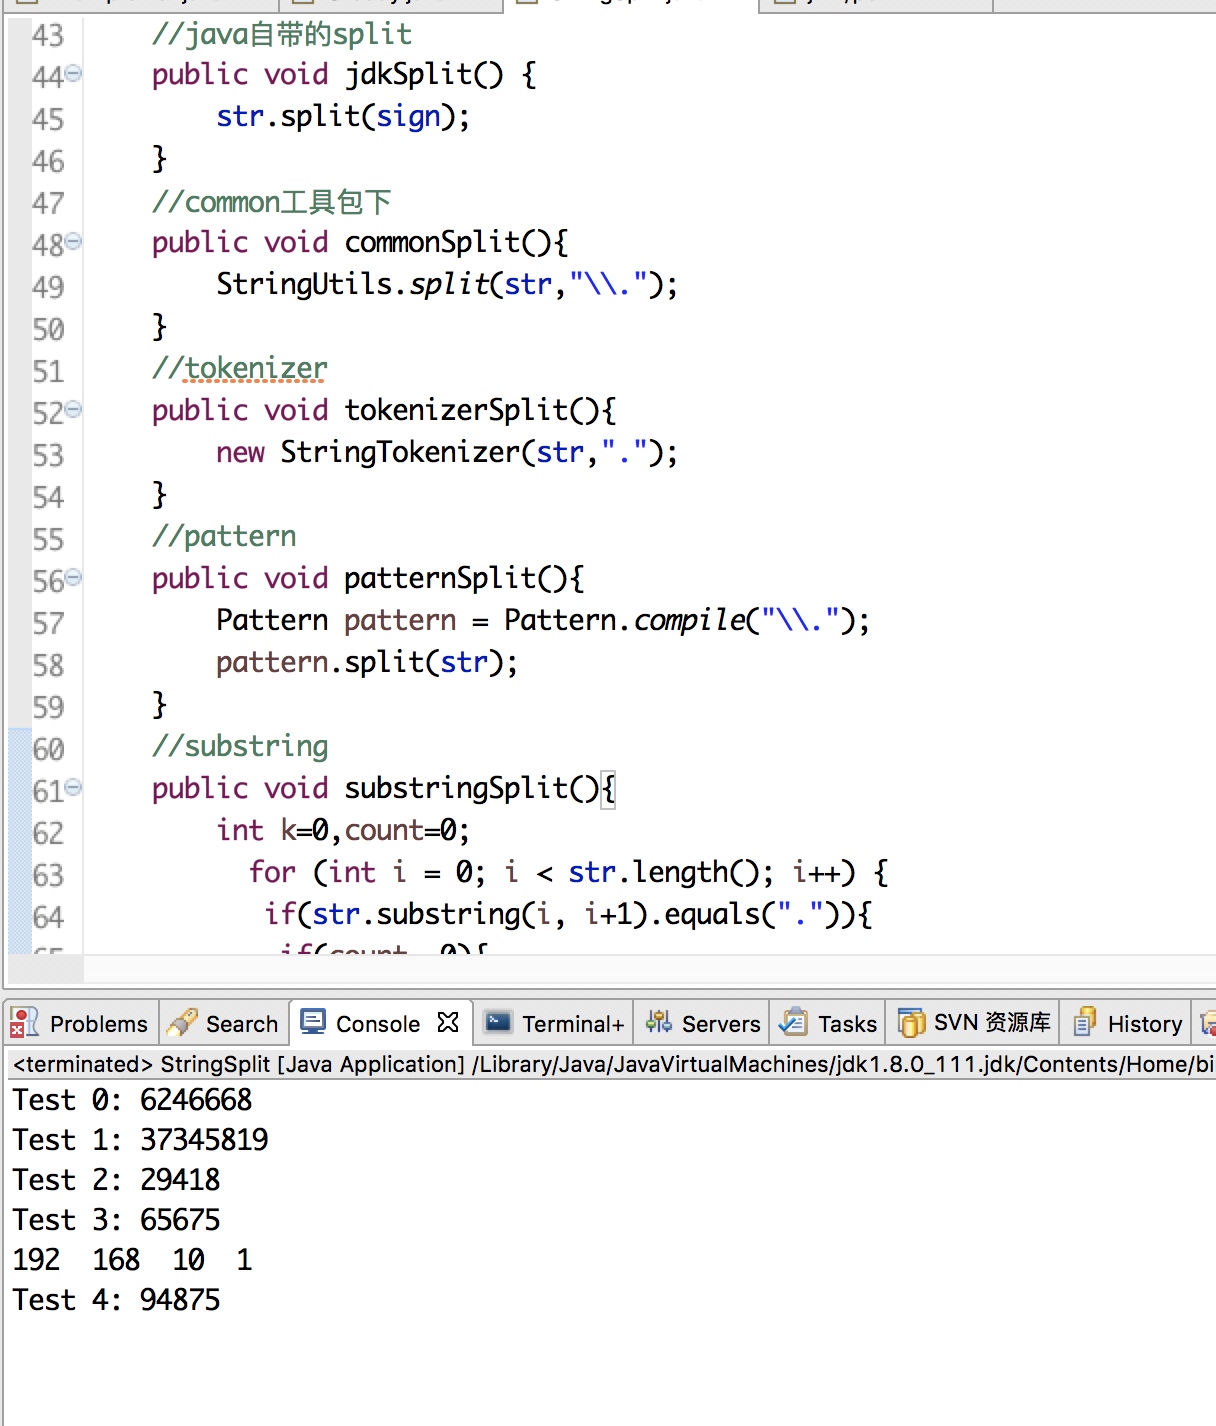 43 //java自带的split
44 public void jdkSplit() {
45 str.split(sign);
46 }
47 //common工具包下
48 public void commonSplit(){
49 StringUtils.split(str,"\\.");
50 }
51 //tokenizer
52 public void tokenizerSplit(){
53 new StringTokenizer(str,".");
54 }
55 //pattern
56 public void patternSplit(){
57 Pattern pattern = Pattern.compile("\\.");
58 pattern.split(str);
59 }
60 //substring
61 public void substringSplit(){
62 int k=0,count=0;
63 for (int i = 0; i < str.length(); i++) {
64 if(str.substring(i, i+1).equals(".")){
Problems Search Console Terminal+ Servers Tasks SVN 资源库 History
<terminated> StringSplit [Java Application] /Library/Java/JavaVirtualMachines/jdk1.8.0_111.jdk/Contents/Home/bi
Test 0: 6246668
Test 1: 37345819
Test 2: 29418
Test 3: 65675
192 168 10 1
Test 4: 94875